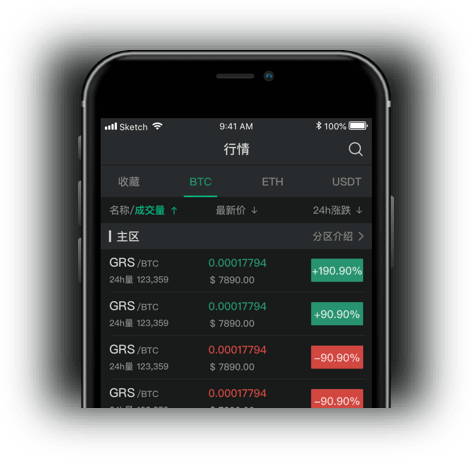 Sketch 9:41 AM 100%
行情
收藏 BTC ETH USDT
名称/成交量 ↑ 最新价 ↓ 24h涨跌 ↓
主区 分区介绍 >
GRS /BTC 0.00017794 +190.90%
24h量 123,359 $ 7890.00
GRS /BTC 0.00017794 +90.90%
24h量 123,359 $ 7890.00
GRS /BTC 0.00017794 −90.90%
24h量 123,359 $ 7890.00
GRS /BTC 0.00017794 −90.90%